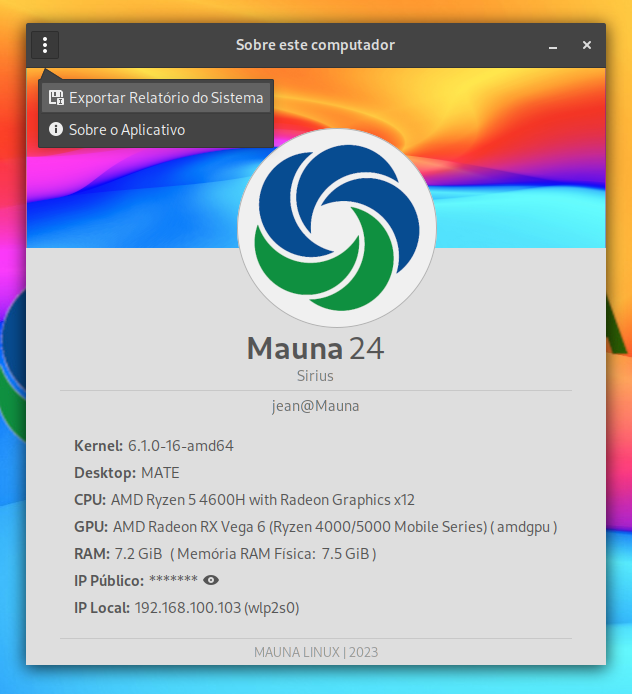 Sobre este computador
Exportar Relatório do Sistema
Sobre o Aplicativo
Mauna 24
Sirius
jean@Mauna
Kernel: 6.1.0-16-amd64
Desktop: MATE
CPU: AMD Ryzen 5 4600H with Radeon Graphics x12
GPU: AMD Radeon RX Vega 6 (Ryzen 4000/5000 Mobile Series) ( amdgpu )
RAM: 7.2 GiB ( Memória RAM Física: 7.5 GiB )
IP Público: *******
IP Local: 192.168.100.103 (wlp2s0)
MAUNA LINUX | 2023